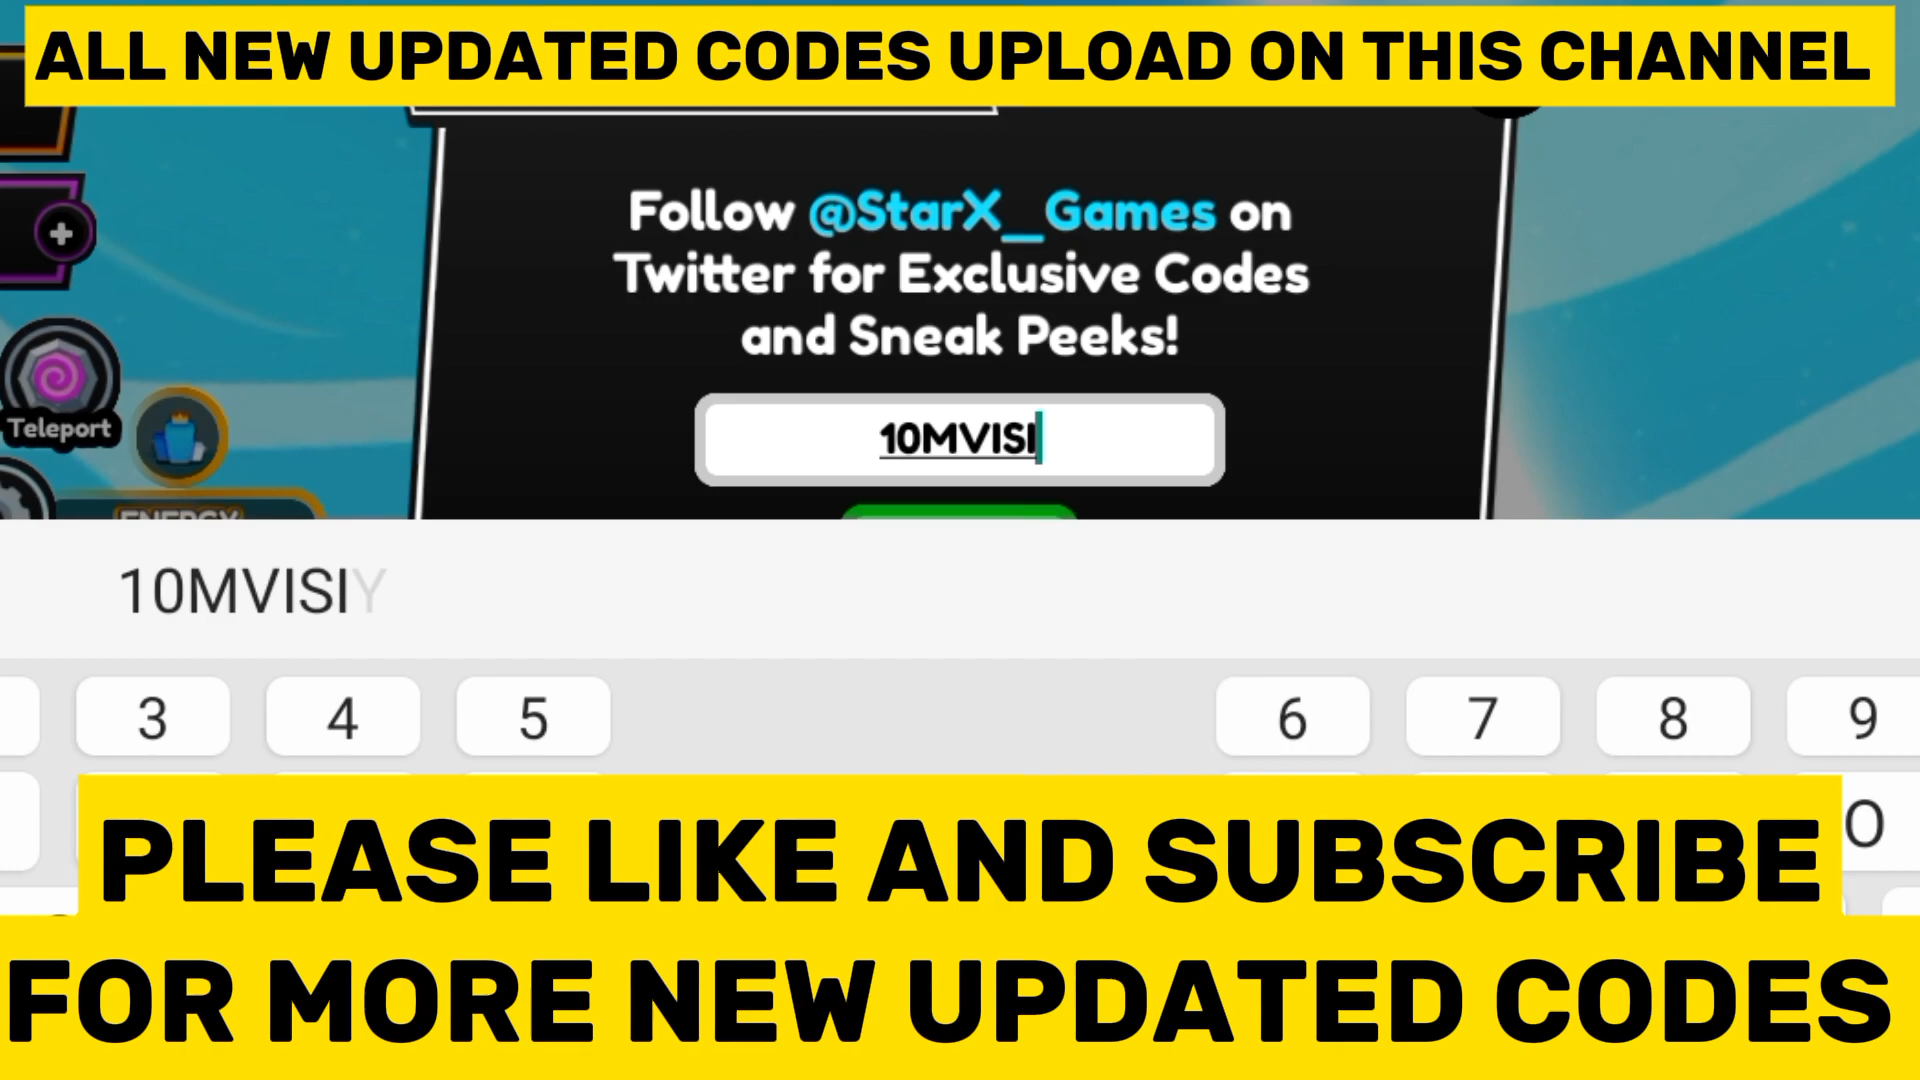 ALL NEW UPDATED CODES UPLOAD ON THIS CHANNEL
Follow @StarX_Games on
Twitter for Exclusive Codes
and Sneak Peeks!
+
Teleport
10MVISI
ENERGY
10MVISIY
3 4 5 6 7 8 9
O
PLEASE LIKE AND SUBSCRIBE
FOR MORE NEW UPDATED CODES